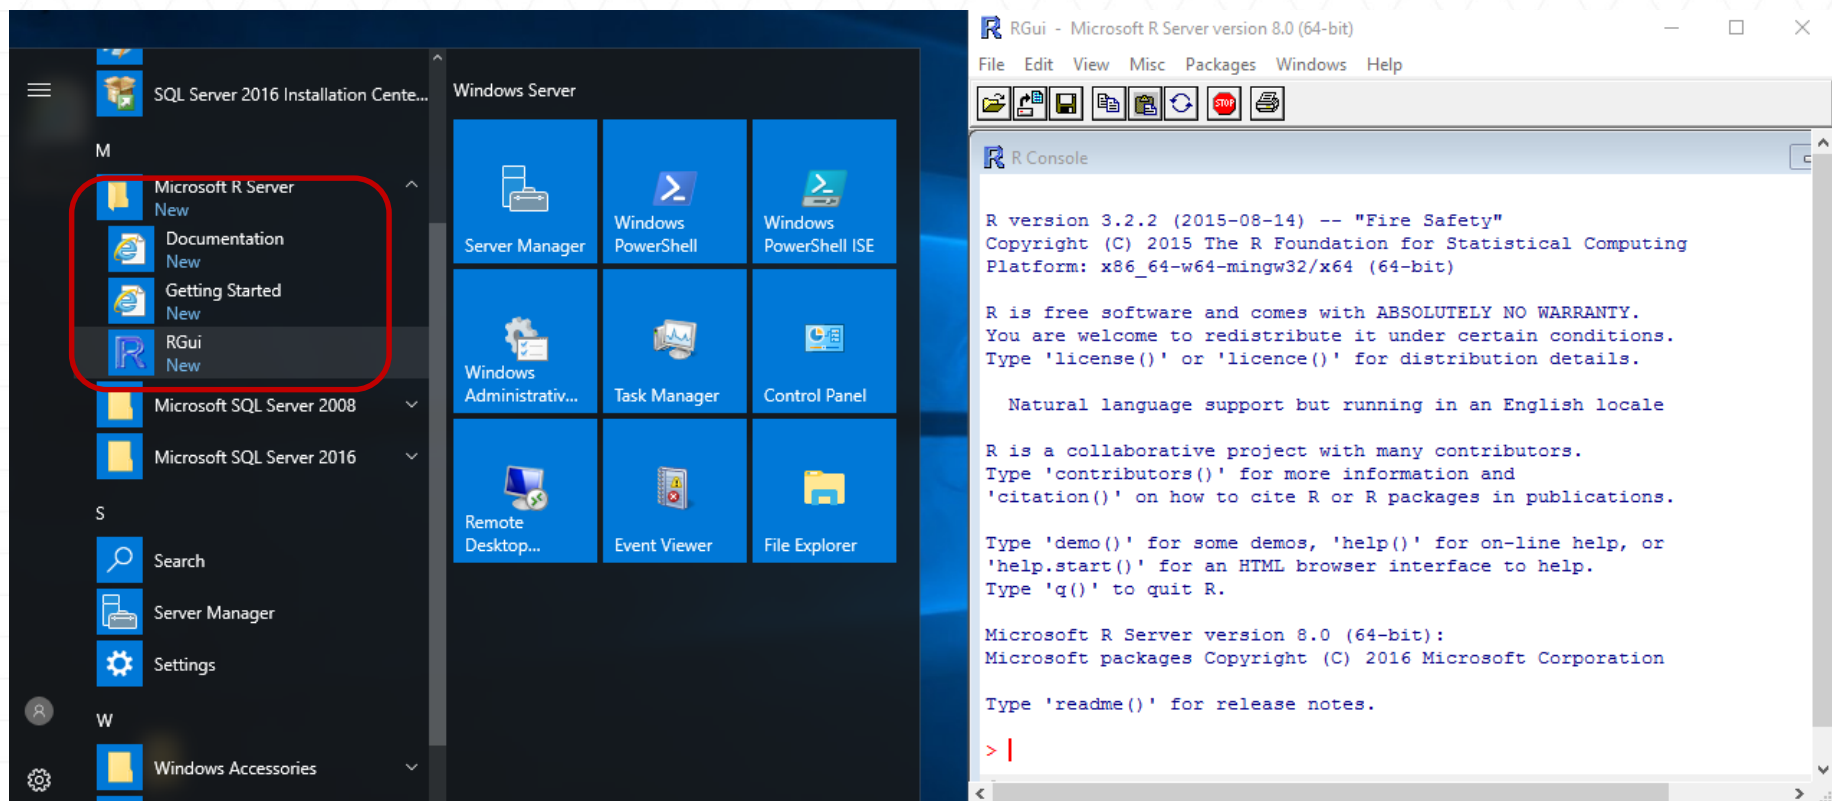 SQL Server 2016 Installation Cente...
M
Microsoft R Server
New
Documentation
New
Getting Started
New
RGui
New
Microsoft SQL Server 2008
Microsoft SQL Server 2016
S
Search
Server Manager
Settings
W
Windows Accessories
Windows Server
Server Manager
Windows
PowerShell
Windows
PowerShell ISE
Windows
Administrativ...
Task Manager
Control Panel
Remote
Desktop...
Event Viewer
File Explorer
RGui - Microsoft R Server version 8.0 (64-bit)
File Edit View Misc Packages Windows Help
STOP
R Console
R version 3.2.2 (2015-08-14) -- "Fire Safety"
Copyright (C) 2015 The R Foundation for Statistical Computing
Platform: x86_64-w64-mingw32/x64 (64-bit)
R is free software and comes with ABSOLUTELY NO WARRANTY.
You are welcome to redistribute it under certain conditions.
Type 'license()' or 'licence()' for distribution details.
Natural language support but running in an English locale
R is a collaborative project with many contributors.
Type 'contributors()' for more information and
'citation()' on how to cite R or R packages in publications.
Type 'demo()' for some demos, 'help()' for on-line help, or
'help.start()' for an HTML browser interface to help.
Type 'q()' to quit R.
Microsoft R Server version 8.0 (64-bit):
Microsoft packages Copyright (C) 2016 Microsoft Corporation
Type 'readme()' for release notes.
>